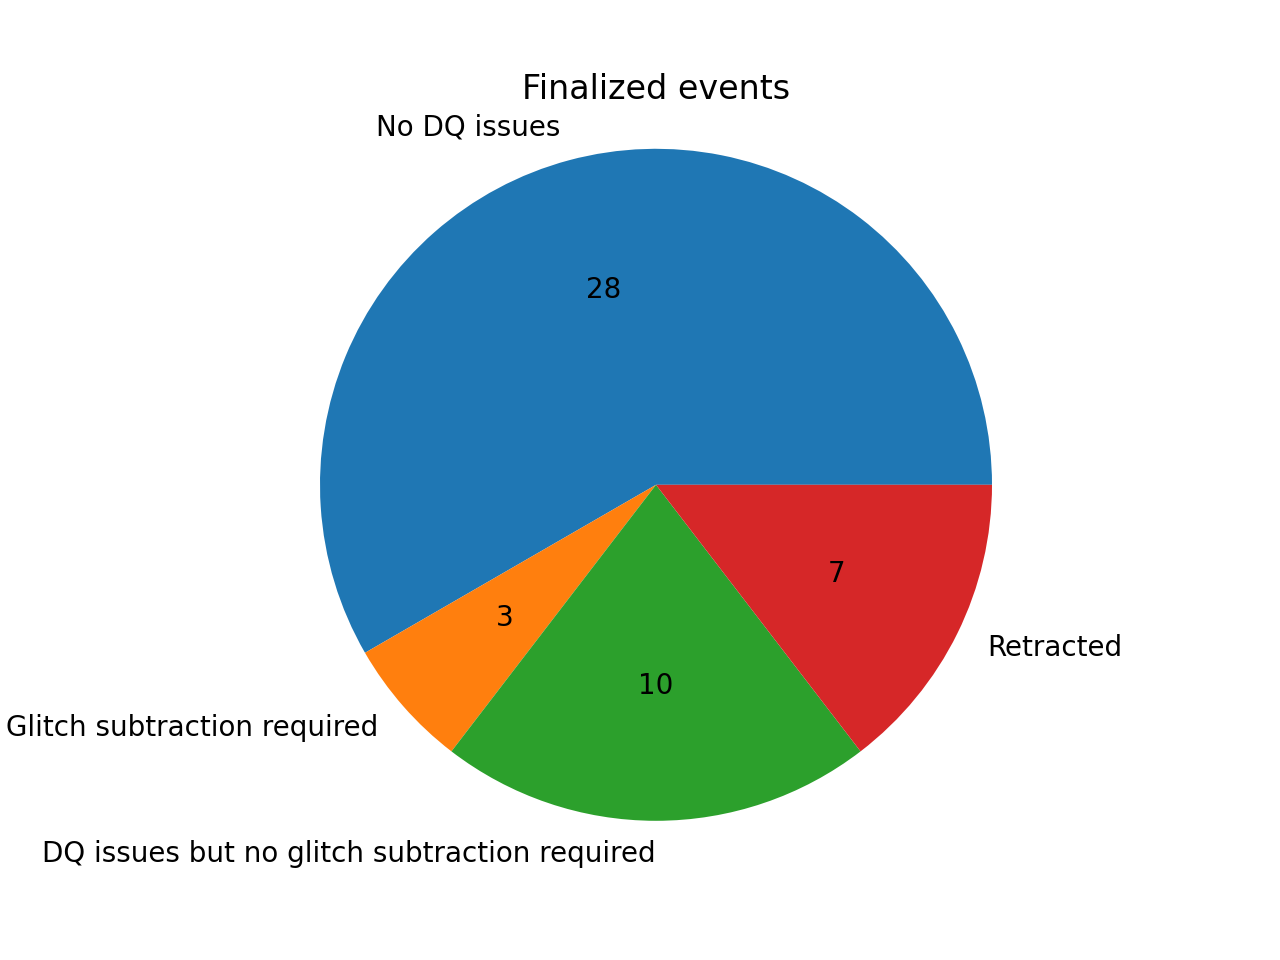 Finalized events
No DQ issues
28
3
7
10
Retracted
Glitch subtraction required
DQ issues but no glitch subtraction required